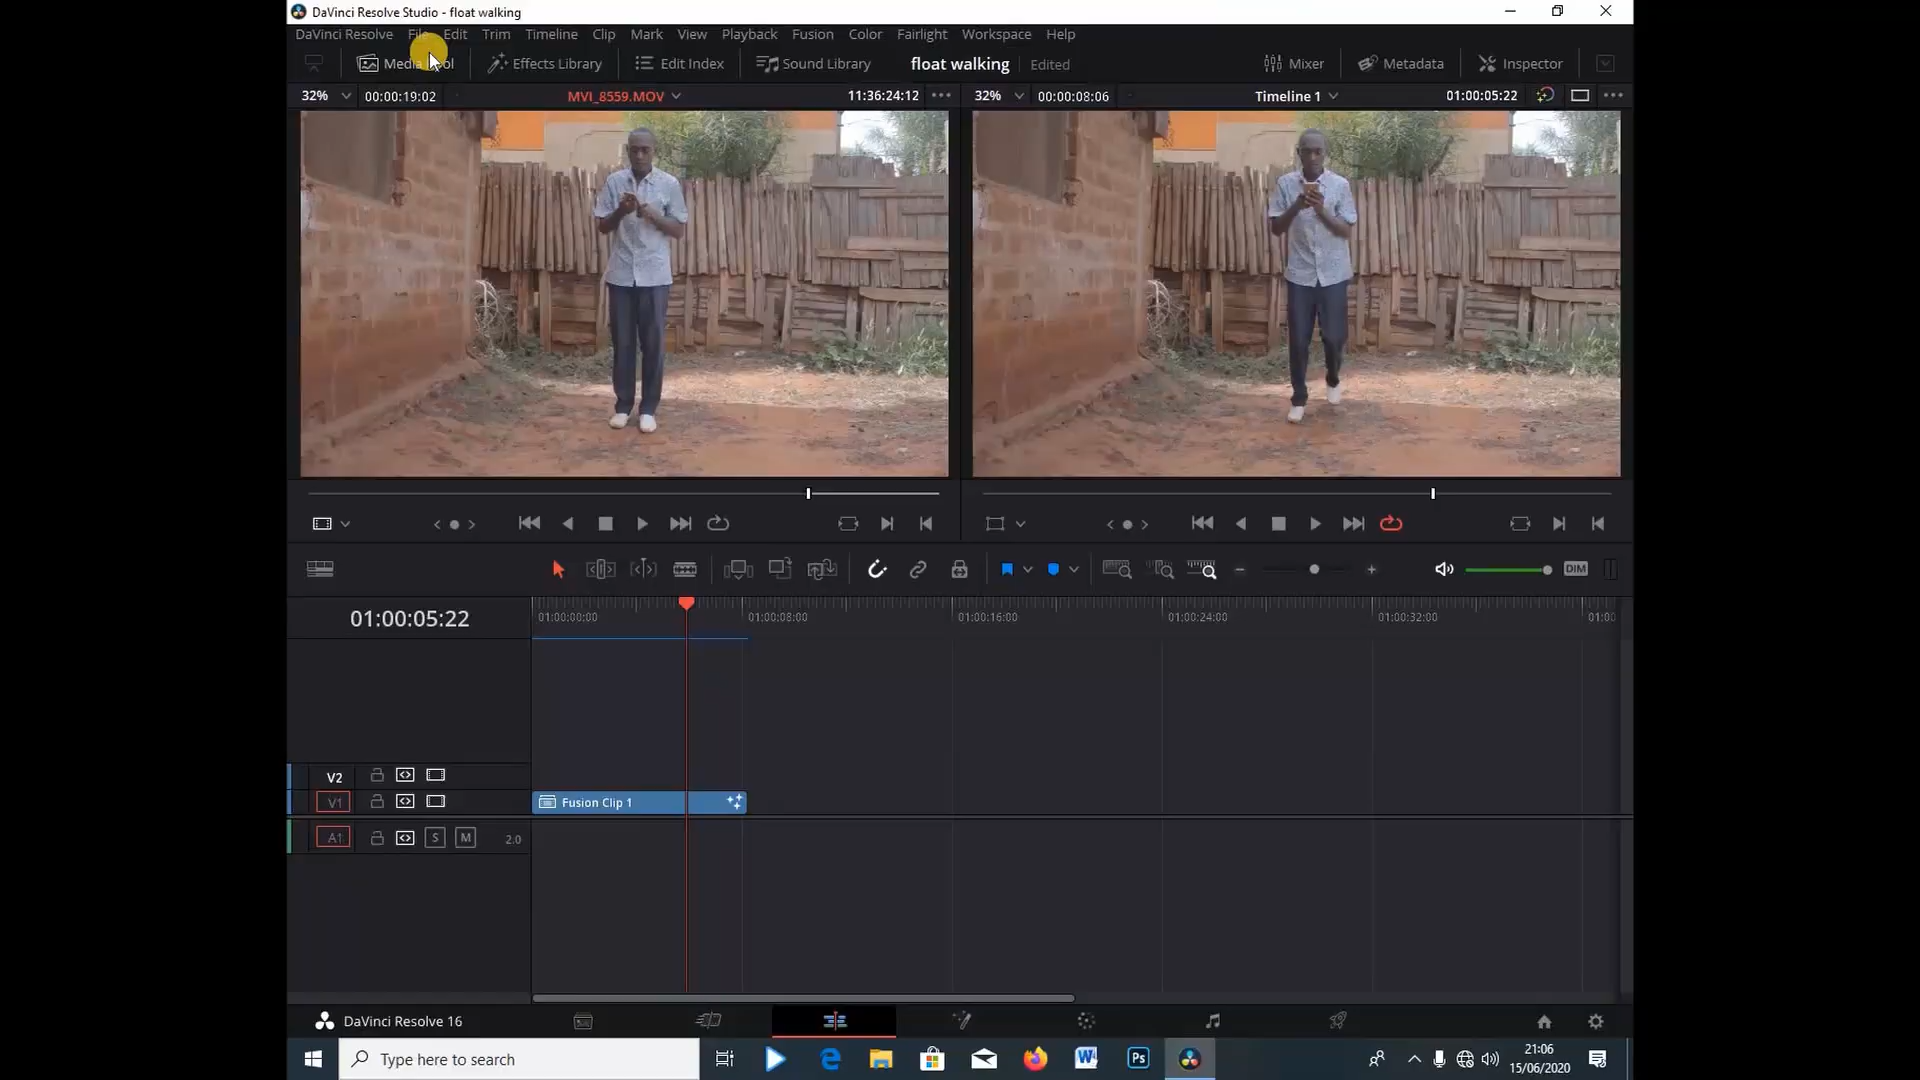 DaVinci Resolve Studio - float walking
DaVinci Resolve File Edit Trim Timeline Clip Mark View Playback Fusion Color Fairlight Workspace Help
Effects Library Edit Index Sound Library float walking Edited Mixer Metadata Inspector
32% 00:00:19:02 MVI_8559.MOV 11:36:24:12 32% 00:00:08:06 Timeline 1 01:00:05:22
DIM
01:00:05:22 01:00:00:00 01:00:08:00 01:00:16:00 01:00:24:00 01:00:32:00 01:00
V2
V1 Fusion Clip 1
A1 S M 2.0
DaVinci Resolve 16
Type here to search W Ps 21:06
15/06/2020